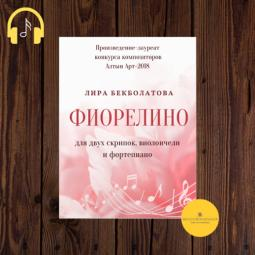 Произведение-лауреат
конкурса композиторов
Алтын Арт-2018
ЛИРА БЕКБОЛАТОВА
ФИОРЕЛИНО
для двух скрипок, виолончели
и фортепиано